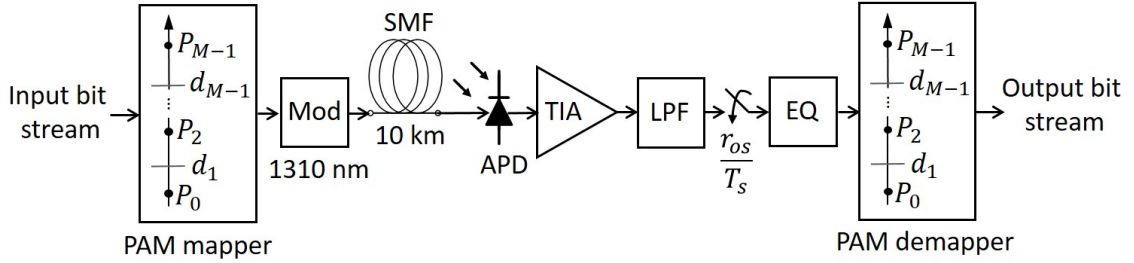 Input bit
stream
P_{M-1}
d_{M-1}
P_2
d_1
P_0
PAM mapper
Mod
1310 nm
SMF
10 km
APD
TIA
LPF
r_{os}
T_s
EQ
P_{M-1}
d_{M-1}
P_2
d_1
P_0
PAM demapper
Output bit
stream